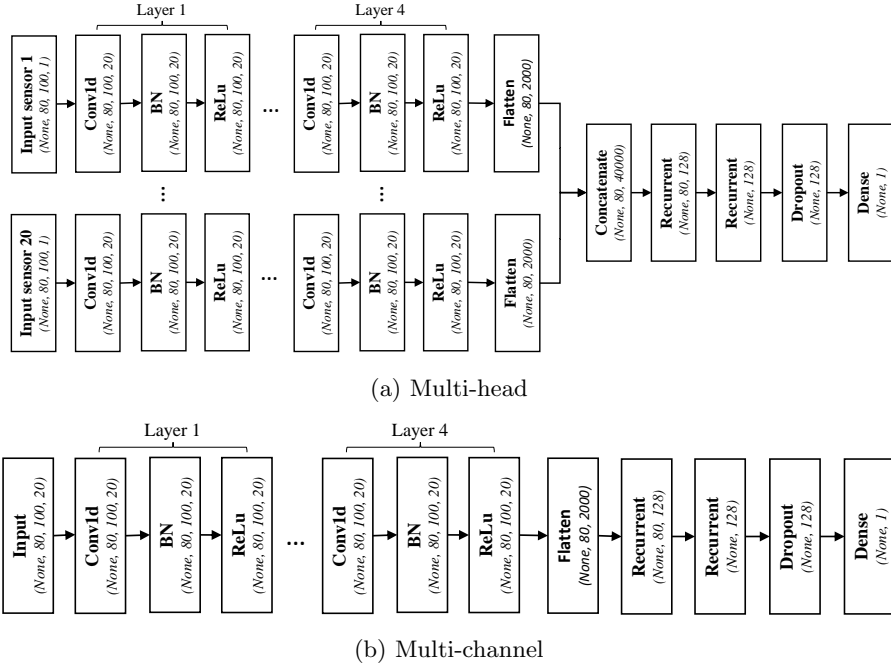 Layer 1
Layer 4
Input sensor 1
(None, 80, 100, 1)
Conv1d
(None, 80, 100, 20)
BN
(None, 80, 100, 20)
ReLu
(None, 80, 100, 20)
...
Conv1d
(None, 80, 100, 20)
BN
(None, 80, 100, 20)
ReLu
(None, 80, 100, 20)
Flatten
(None, 80, 2000)
...
...
Input sensor 20
(None, 80, 100, 1)
Conv1d
(None, 80, 100, 20)
BN
(None, 80, 100, 20)
ReLu
(None, 80, 100, 20)
...
Conv1d
(None, 80, 100, 20)
BN
(None, 80, 100, 20)
ReLu
(None, 80, 100, 20)
Flatten
(None, 80, 2000)
Concatenate
(None, 80, 40000)
Recurrent
(None, 80, 128)
Recurrent
(None, 128)
Dropout
(None, 128)
Dense
(None, 1)
(a) Multi-head
Layer 1
Layer 4
Input
(None, 80, 100, 20)
Conv1d
(None, 80, 100, 20)
BN
(None, 80, 100, 20)
ReLu
(None, 80, 100, 20)
...
Conv1d
(None, 80, 100, 20)
BN
(None, 80, 100, 20)
ReLu
(None, 80, 100, 20)
Flatten
(None, 80, 2000)
Recurrent
(None, 80, 128)
Recurrent
(None, 128)
Dropout
(None, 128)
Dense
(None, 1)
(b) Multi-channel